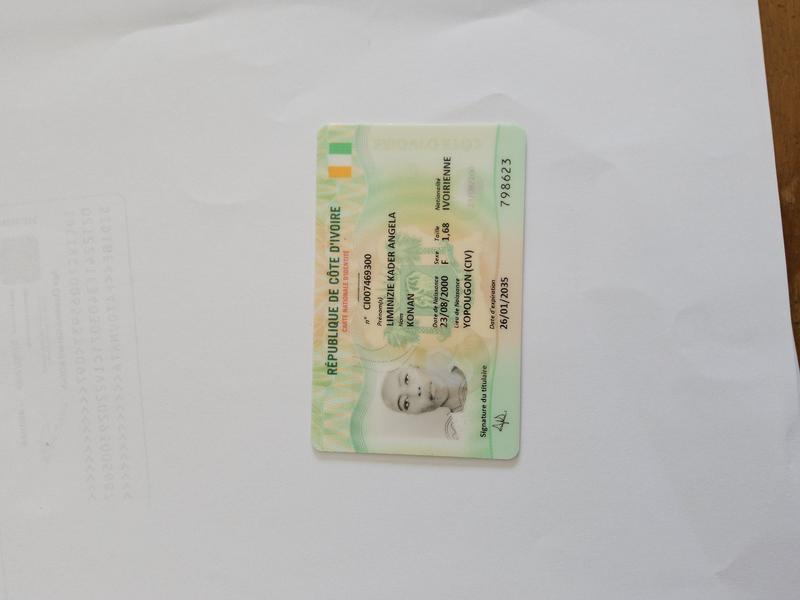 RÉPUBLIQUE DE CÔTE D'IVOIRE
CARTE NATIONALE D'IDENTITÉ
n° CI007469300
Prénom(s)
LIMINIZIE KADER ANGELA
Nom
KONAN
Date de Naissance Sexe Taille Nationalité
23/08/2000 F 1,68 IVOIRIENNE
Lieu de Naissance
YOPOUGON (CIV)
Signature du titulaire
Date d'expiration
26/01/2035
798623